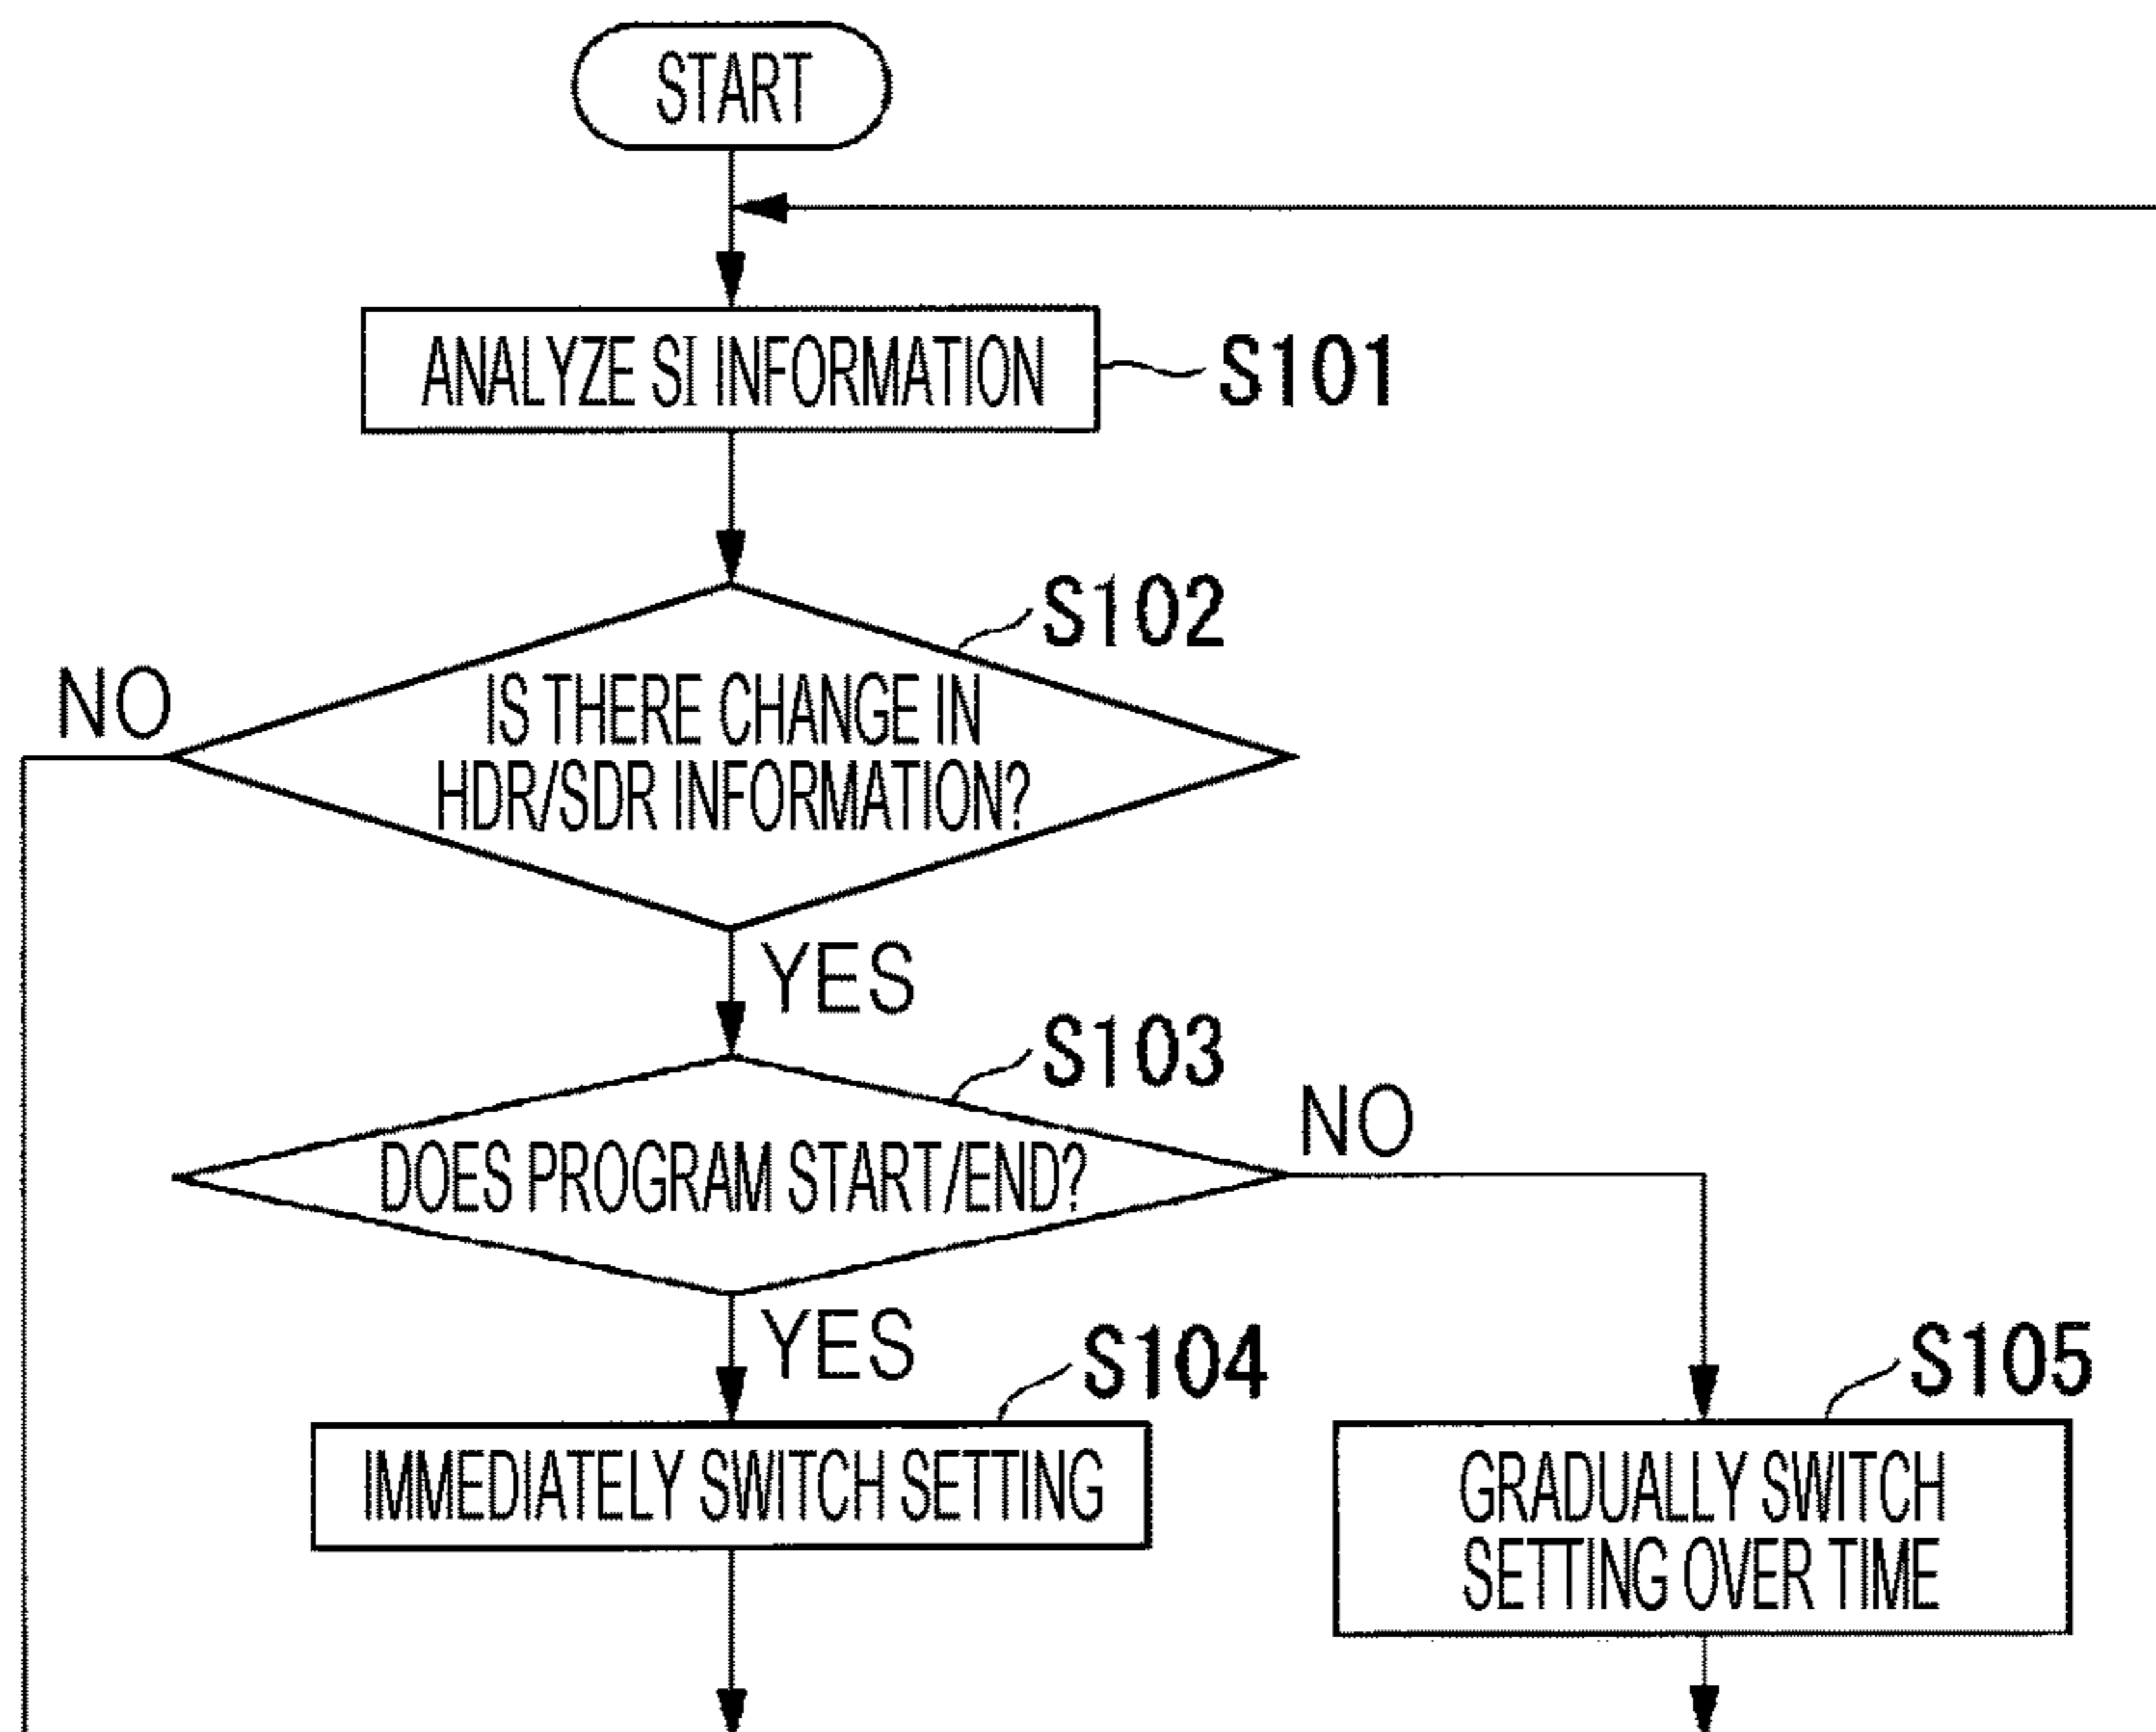 START
ANALYZE SI INFORMATION
S101
S102
NO
IS THERE CHANGE IN
HDR/SDR INFORMATION?
YES
S103
NO
DOES PROGRAM START/END?
YES
S104
S105
IMMEDIATELY SWITCH SETTING
GRADUALLY SWITCH
SETTING OVER TIME